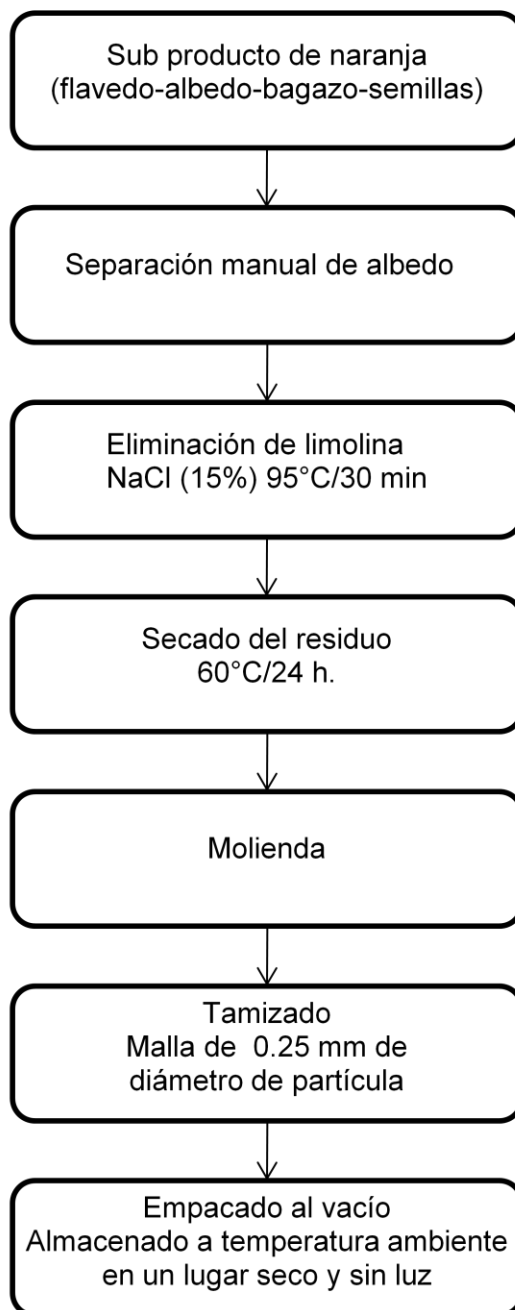 Sub producto de naranja
(flavedo-albedo-bagazo-semillas)
Separación manual de albedo
Eliminación de limolina
NaCl (15%) 95°C/30 min
Secado del residuo
60°C/24 h.
Molienda
Tamizado
Malla de 0.25 mm de
diámetro de partícula
Empacado al vacío
Almacenado a temperatura ambiente
en un lugar seco y sin luz